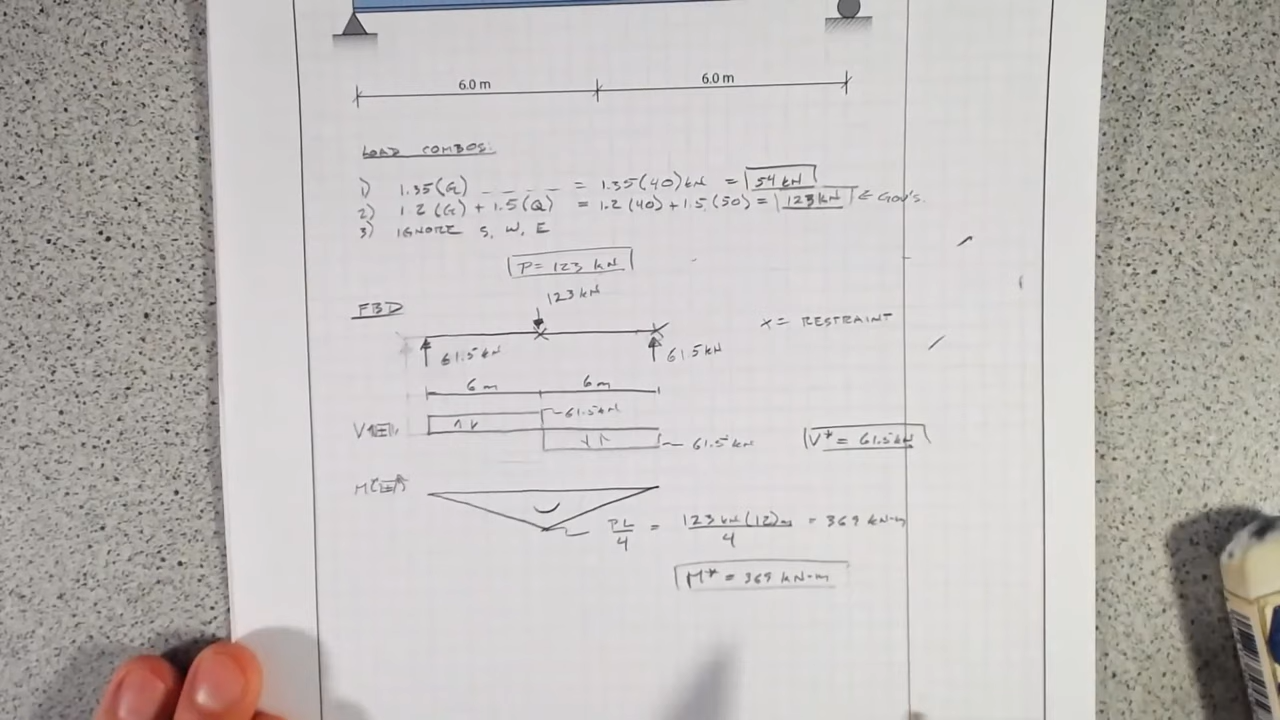 6.0 m 6.0 m
LOAD COMBOS:
1) 1.35(G) _ _ _ _ _ = 1.35(40)kN = 54 kN
2) 1.2(G) + 1.5(Q) = 1.2(40) + 1.5(50) = 123 kN ← GOV'S.
3) IGNORE S, W, E
P = 123 kN
FBD
123 kN
x = RESTRAINT
61.5 kN 61.5 kN
6 m 6 m
61.5 kN
V 61.5 kN V* = 61.5 kN
M
PL/4 = 123 kN(12)m/4 = 369 kN-m
M* = 369 kN-m